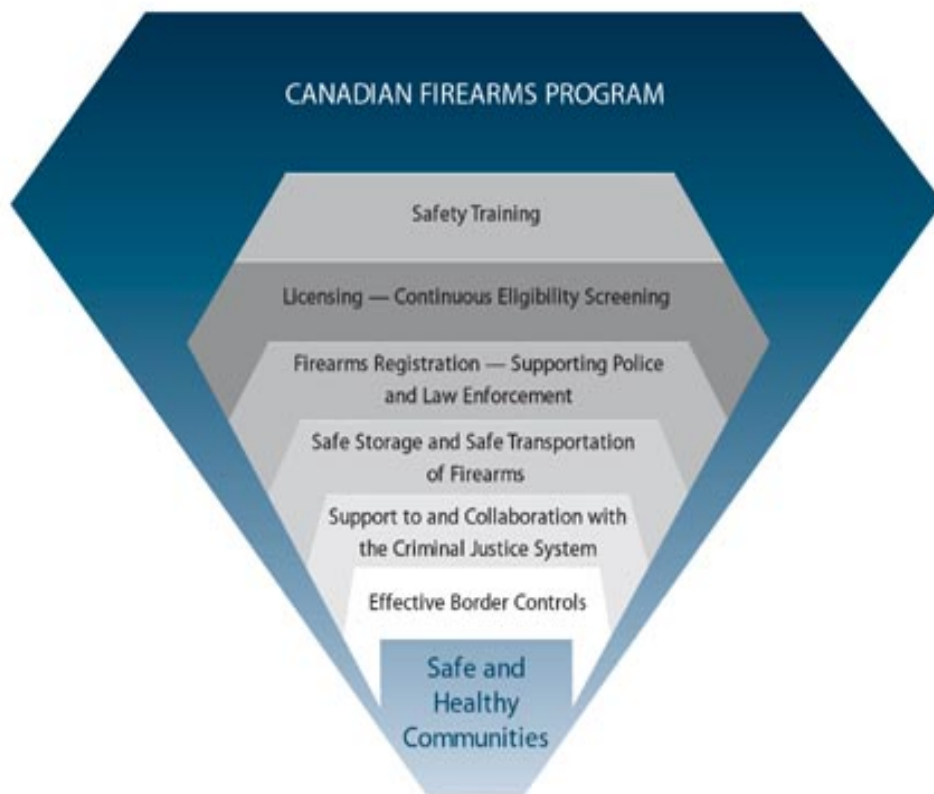 CANADIAN FIREARMS PROGRAM
Safety Training
Licensing — Continuous Eligibility Screening
Firearms Registration — Supporting Police
and Law Enforcement
Safe Storage and Safe Transportation
of Firearms
Support to and Collaboration with
the Criminal Justice System
Effective Border Controls
Safe and
Healthy
Communities